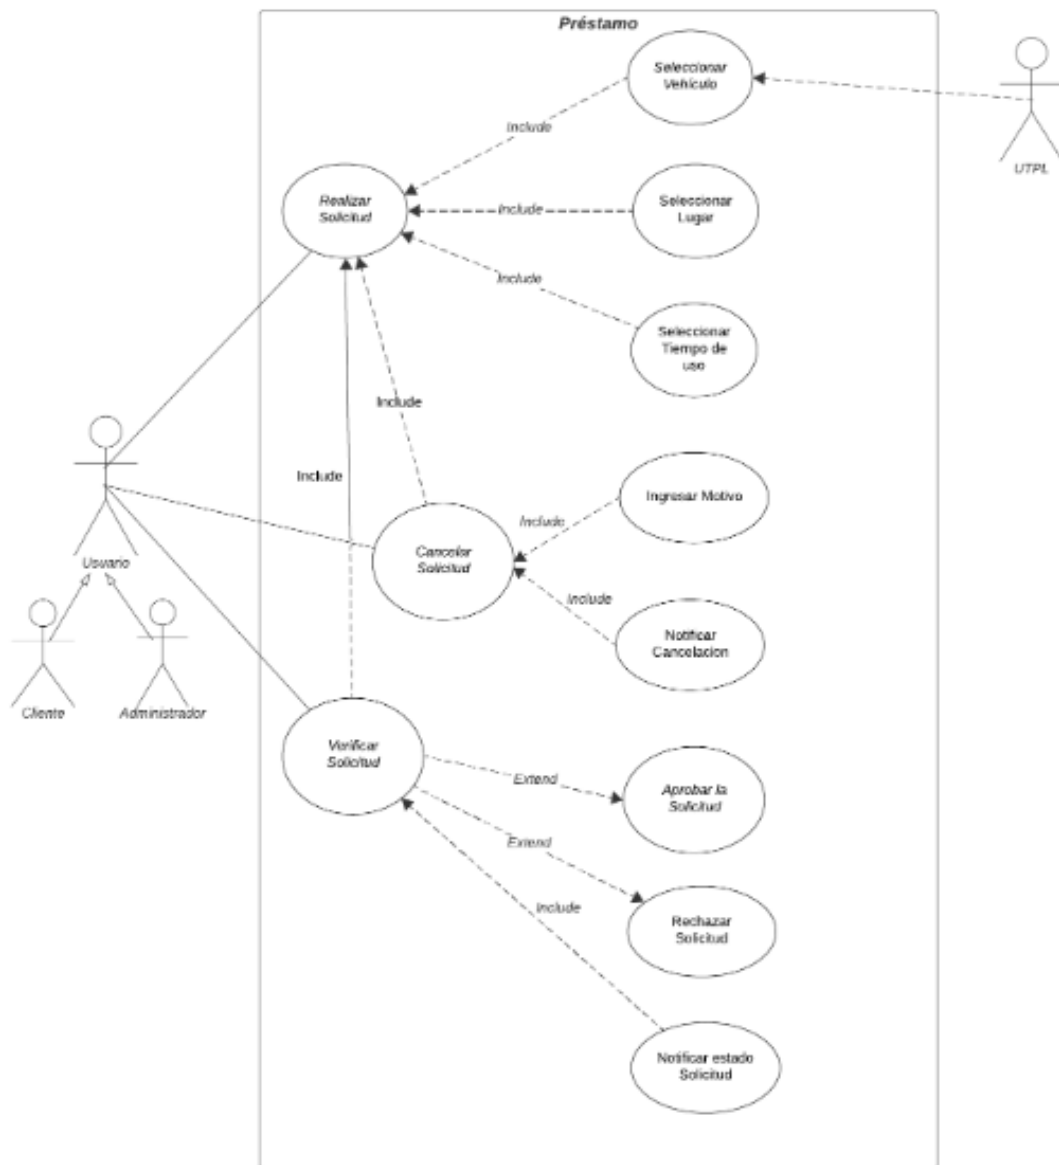 Préstamo
Seleccionar
Vehículo
UTPL
Include
Realizar
Solicitud
Include
Seleccionar
Lugar
Include
Seleccionar
Tiempo de
uso
Include
Include
Ingresar Motivo
Include
Cancelar
Solicitud
Usuario
Include
Notificar
Cancelacion
Cliente
Administrador
Verificar
Solicitud
Extend
Aprobar la
Solicitud
Extend
Include
Rechazar
Solicitud
Notificar estado
Solicitud